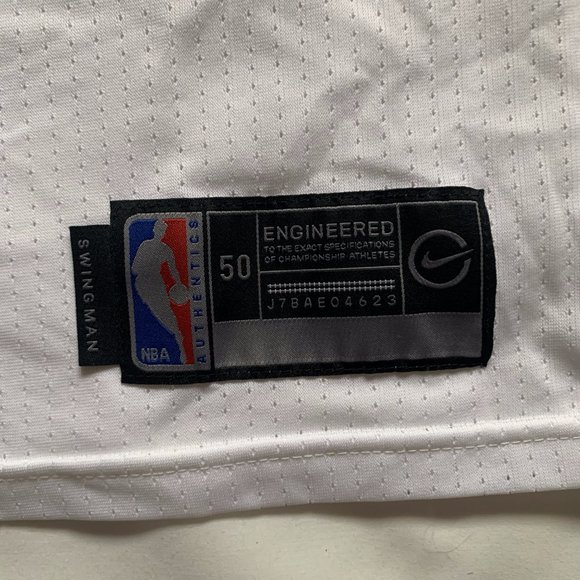 SWINGMAN
NBA
AUTHENTICS
50
ENGINEERED
TO THE EXACT SPECIFICATIONS
OF CHAMPIONSHIP ATHLETES
J7BAE04623